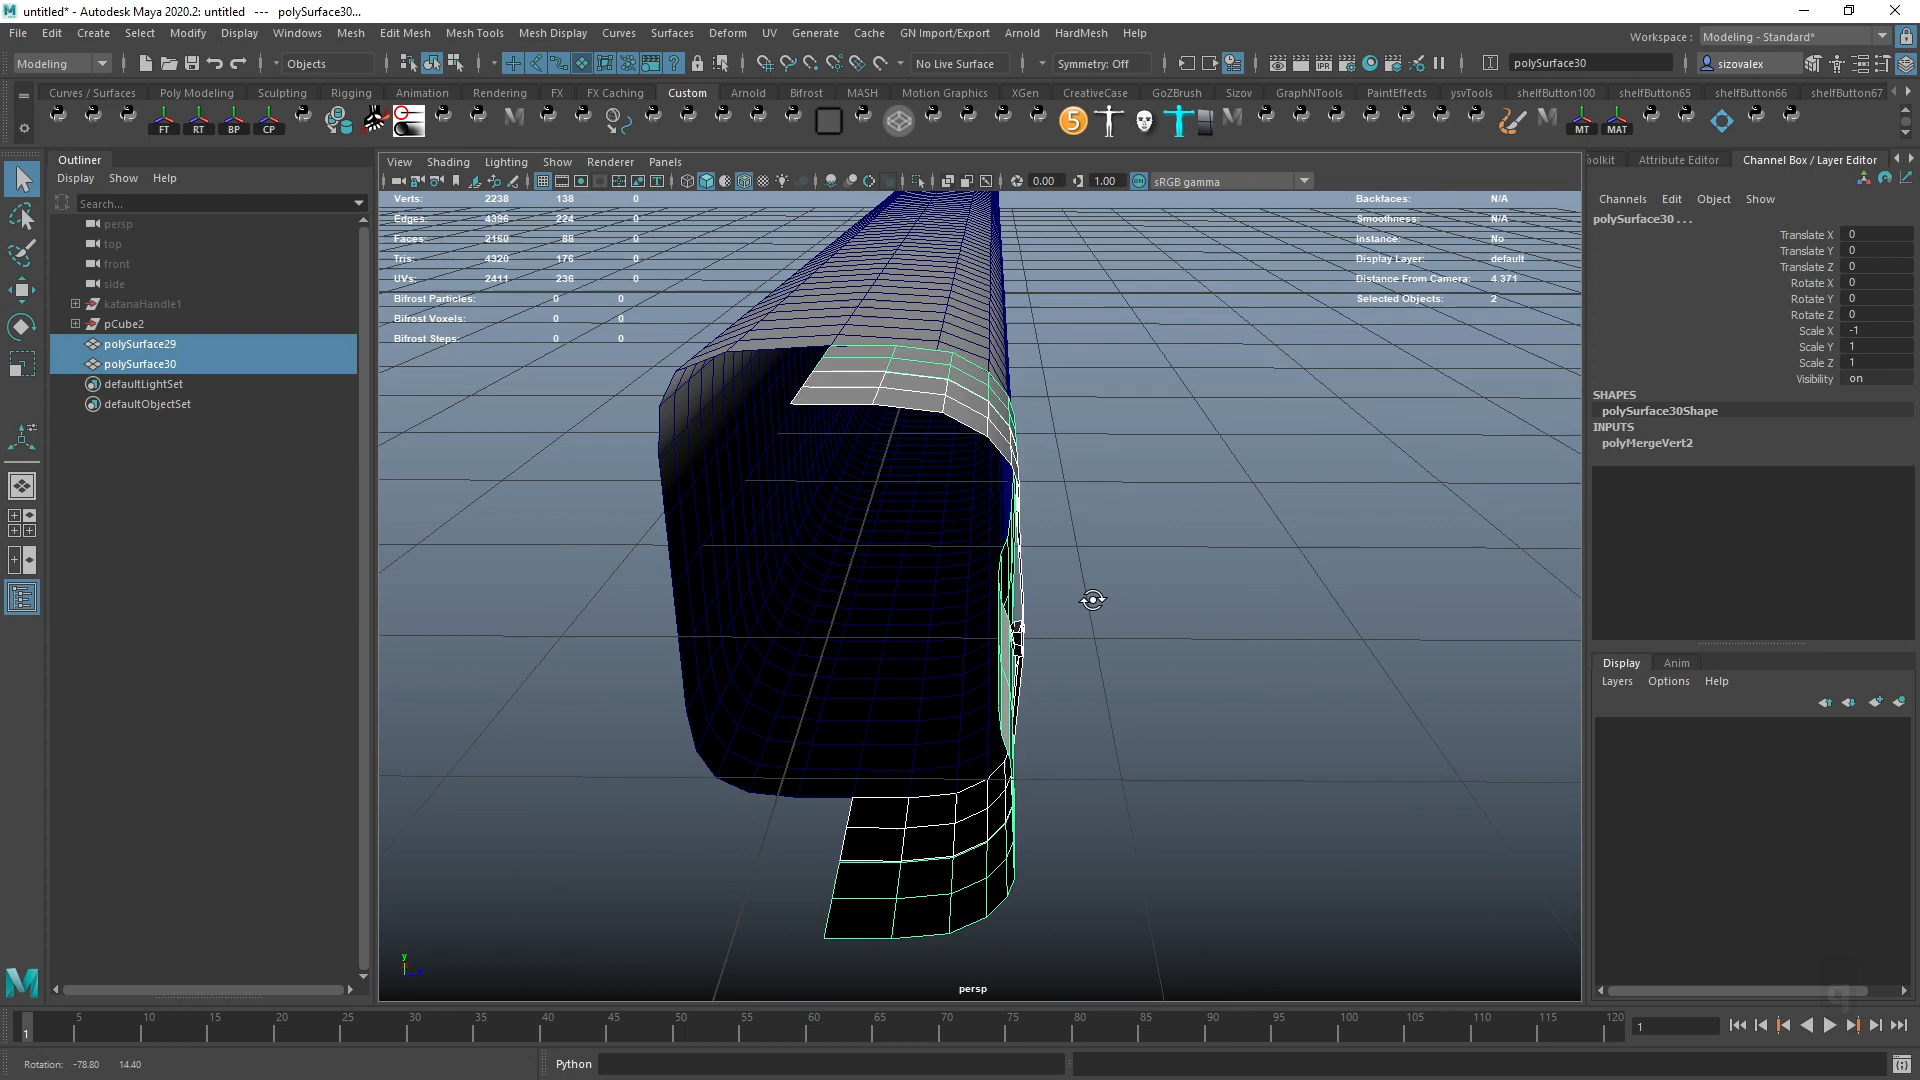 untitled* - Autodesk Maya 2020.2: untitled   ---   polySurface30...
File Edit Create Select Modify Display Windows Mesh Edit Mesh Mesh Tools Mesh Display Curves Surfaces Deform UV Generate Cache GN Import/Export Arnold HardMesh Help
Workspace : Modeling - Standard*
Modeling Objects No Live Surface Symmetry: Off polySurface30 sizovalex
Curves / Surfaces Poly Modeling Sculpting Rigging Animation Rendering FX FX Caching Custom Arnold Bifrost MASH Motion Graphics XGen CreativeCase GoZBrush Sizov GraphNTools PaintEffects ysvTools shelfButton100 shelfButton65 shelfButton66 shelfButton67
FT RT BP CP 5 MT MAT
Outliner
Display Show Help
Search...
persp
top
front
side
katanaHandle1
pCube2
polySurface29
polySurface30
defaultLightSet
defaultObjectSet
View Shading Lighting Show Renderer Panels
IPR
0.00 1.00 ON sRGB gamma
Verts: 2238 138 0
Edges: 4396 224 0
Faces: 2160 88 0
Tris: 4320 176 0
UVs: 2411 236 0
Bifrost Particles: 0 0
Bifrost Voxels: 0 0
Bifrost Steps: 0 0
Backfaces: N/A
Smoothness: N/A
Instance: No
Display Layer: default
Distance From Camera: 4.371
Selected Objects: 2
y
persp
oolkit Attribute Editor Channel Box / Layer Editor
Channels Edit Object Show
polySurface30 . . .
Translate X 0
Translate Y 0
Translate Z 0
Rotate X 0
Rotate Y 0
Rotate Z 0
Scale X -1
Scale Y 1
Scale Z 1
Visibility on
SHAPES
polySurface30Shape
INPUTS
polyMergeVert2
Display Anim
Layers Options Help
q
5 10 15 20 25 30 35 40 45 50 55 60 65 70 75 80 85 90 95 100 105 110 115 120
1 1
Rotation: -78.80 14.40
Python